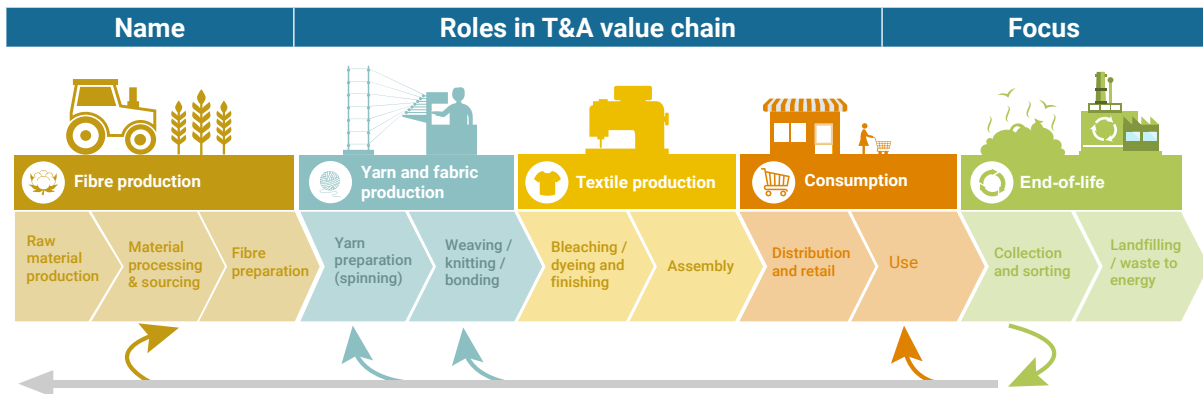 Name
Roles in T&A value chain
Focus
Fibre production
Yarn and fabric
production
Textile production
Consumption
End-of-life
Raw
material
production
Material
processing
& sourcing
Fibre
preparation
Yarn
preparation
(spinning)
Weaving /
knitting /
bonding
Bleaching /
dyeing and
finishing
Assembly
Distribution
and retail
Use
Collection
and sorting
Landfilling
/ waste to
energy